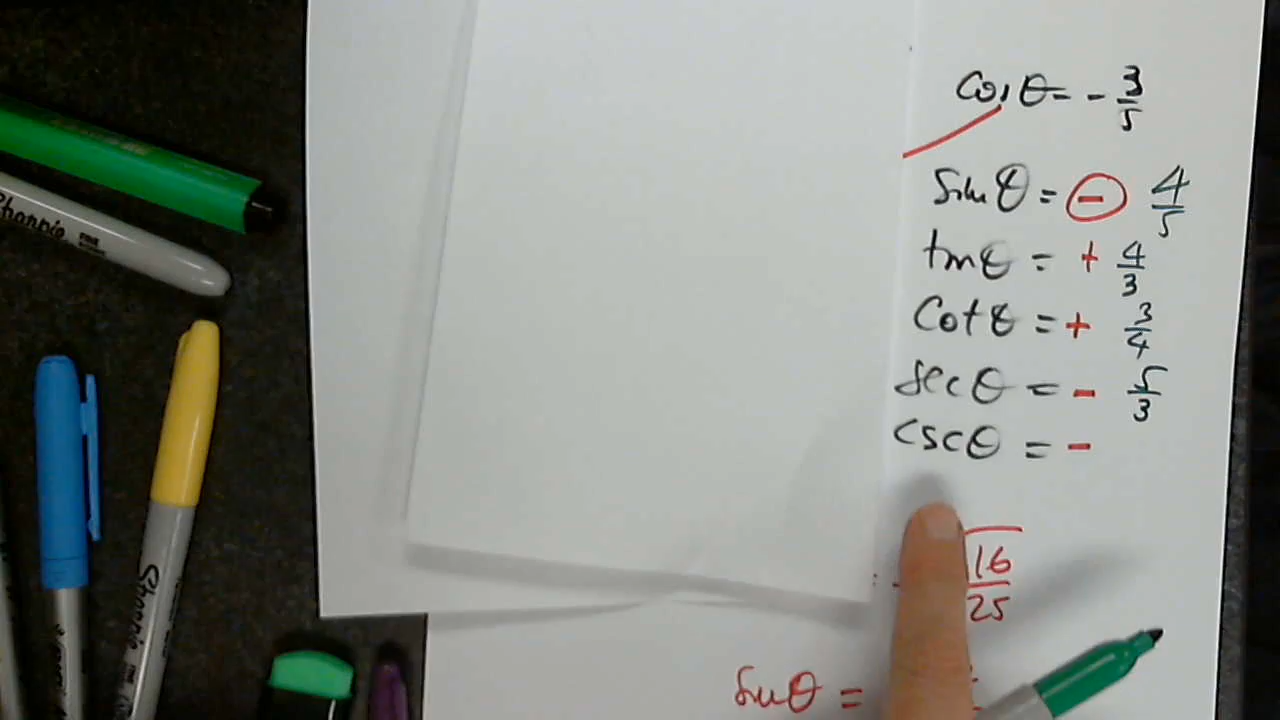 cos θ = - 3/5
sin θ = - 4/5
tan θ = + 4/3
cot θ = + 3/4
sec θ = - 5/3
csc θ = -
16/25
sin θ =
Sharpie
FINE
Sharpie